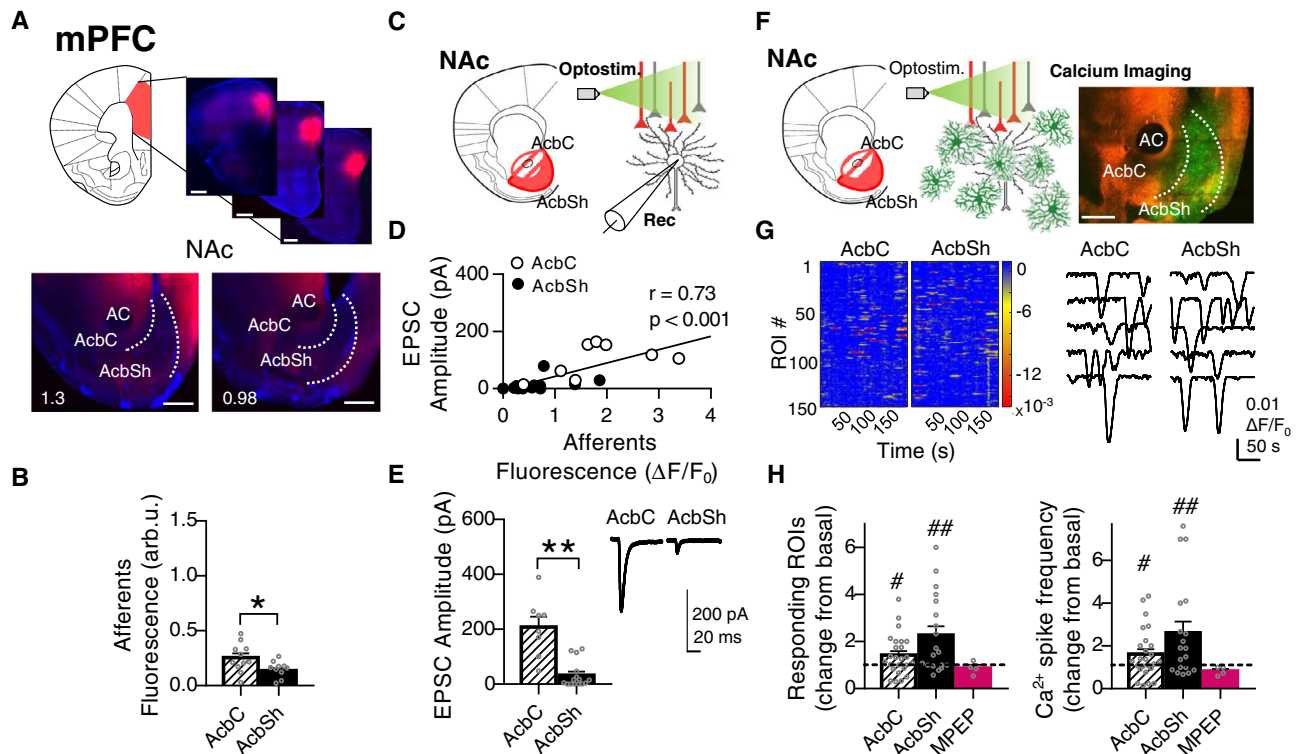 A
mPFC
NAc
AC
AcbC
AcbSh
1.3
AC
AcbC
AcbSh
0.98
B
Afferents
Fluorescence (arb.u.)
1.5
1.0
0.5
0.0
*
AcbC
AcbSh
C
NAc
Optostim.
AcbC
AcbSh
Rec
D
EPSC
Amplitude (pA)
400
200
0
AcbC
AcbSh
r = 0.73
p < 0.001
0 1 2 3 4
Afferents
Fluorescence (ΔF/F0)
E
EPSC Amplitude (pA)
600
400
200
0
**
AcbC
AcbSh
AcbC AcbSh
200 pA
20 ms
F
NAc
Optostim.
AcbC
AcbSh
Calcium Imaging
AC
AcbC
AcbSh
G
AcbC AcbSh
ROI #
1
50
100
150
50 100 150
50 100 150
Time (s)
0
-6
-12
x10-3
AcbC AcbSh
0.01
ΔF/F0
50 s
H
Responding ROIs
(change from basal)
6
4
2
0
#
##
AcbC
AcbSh
MPEP
Ca2+ spike frequency
(change from basal)
6
4
2
0
#
##
AcbC
AcbSh
MPEP